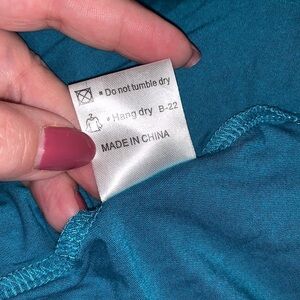 * Do not tumble dry
* Hang dry B-22
MADE IN CHINA